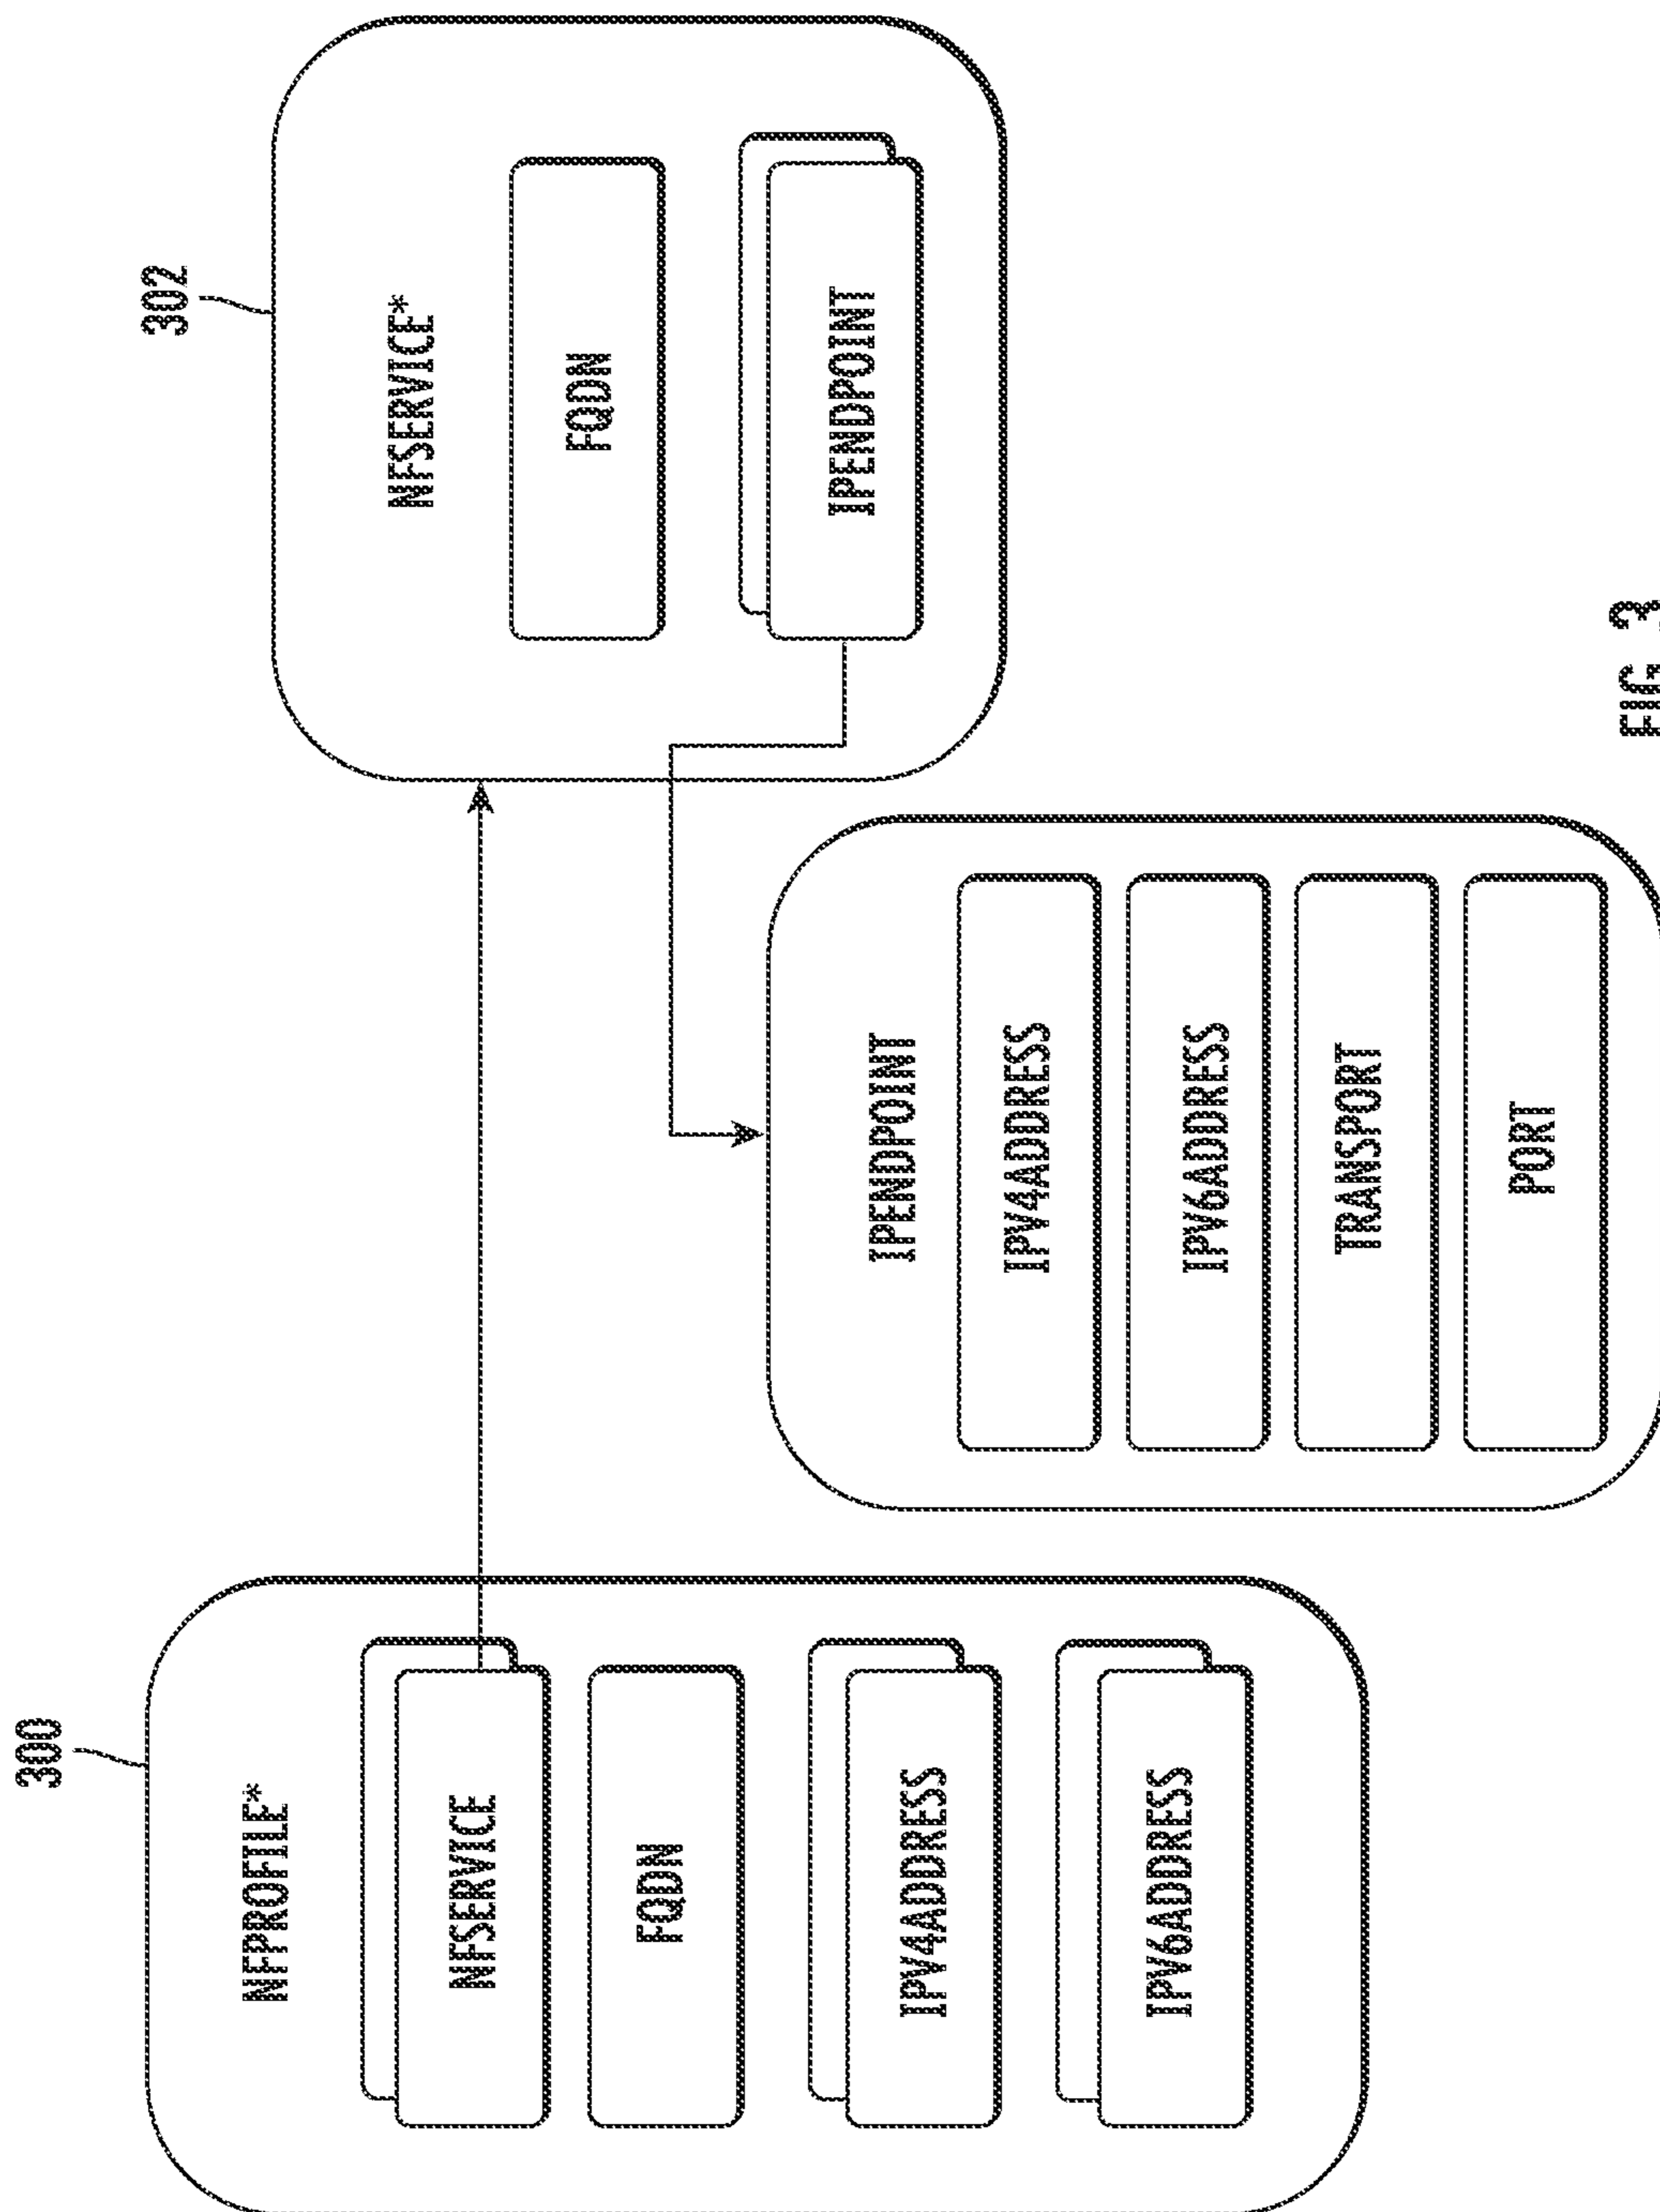 300
NFPROFILE*
NFSERVICE
FQDN
IPV4ADDRESS
IPV6ADDRESS
302
NFSERVICE*
FQDN
IPENDPOINT
IPENDPOINT
IPV4ADDRESS
IPV6ADDRESS
TRANSPORT
PORT
FIG. 3